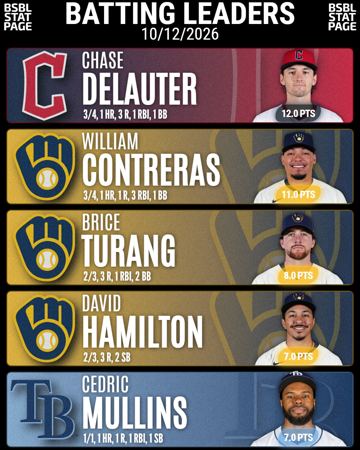 BSBL
STAT
PAGE
BATTING LEADERS
10/12/2026
BSBL
STAT
PAGE
C
CHASE
DELAUTER
3/4, 1 HR, 3 R, 1 RBI, 1 BB
12.0 PTS
WILLIAM
CONTRERAS
3/4, 1 HR, 1 R, 3 RBI, 1 BB
11.0 PTS
BRICE
TURANG
2/3, 3 R, 1 RBI, 2 BB
8.0 PTS
DAVID
HAMILTON
2/3, 3 R, 2 SB
7.0 PTS
TB
CEDRIC
MULLINS
1/1, 1 HR, 1 R, 1 RBI, 1 SB
7.0 PTS